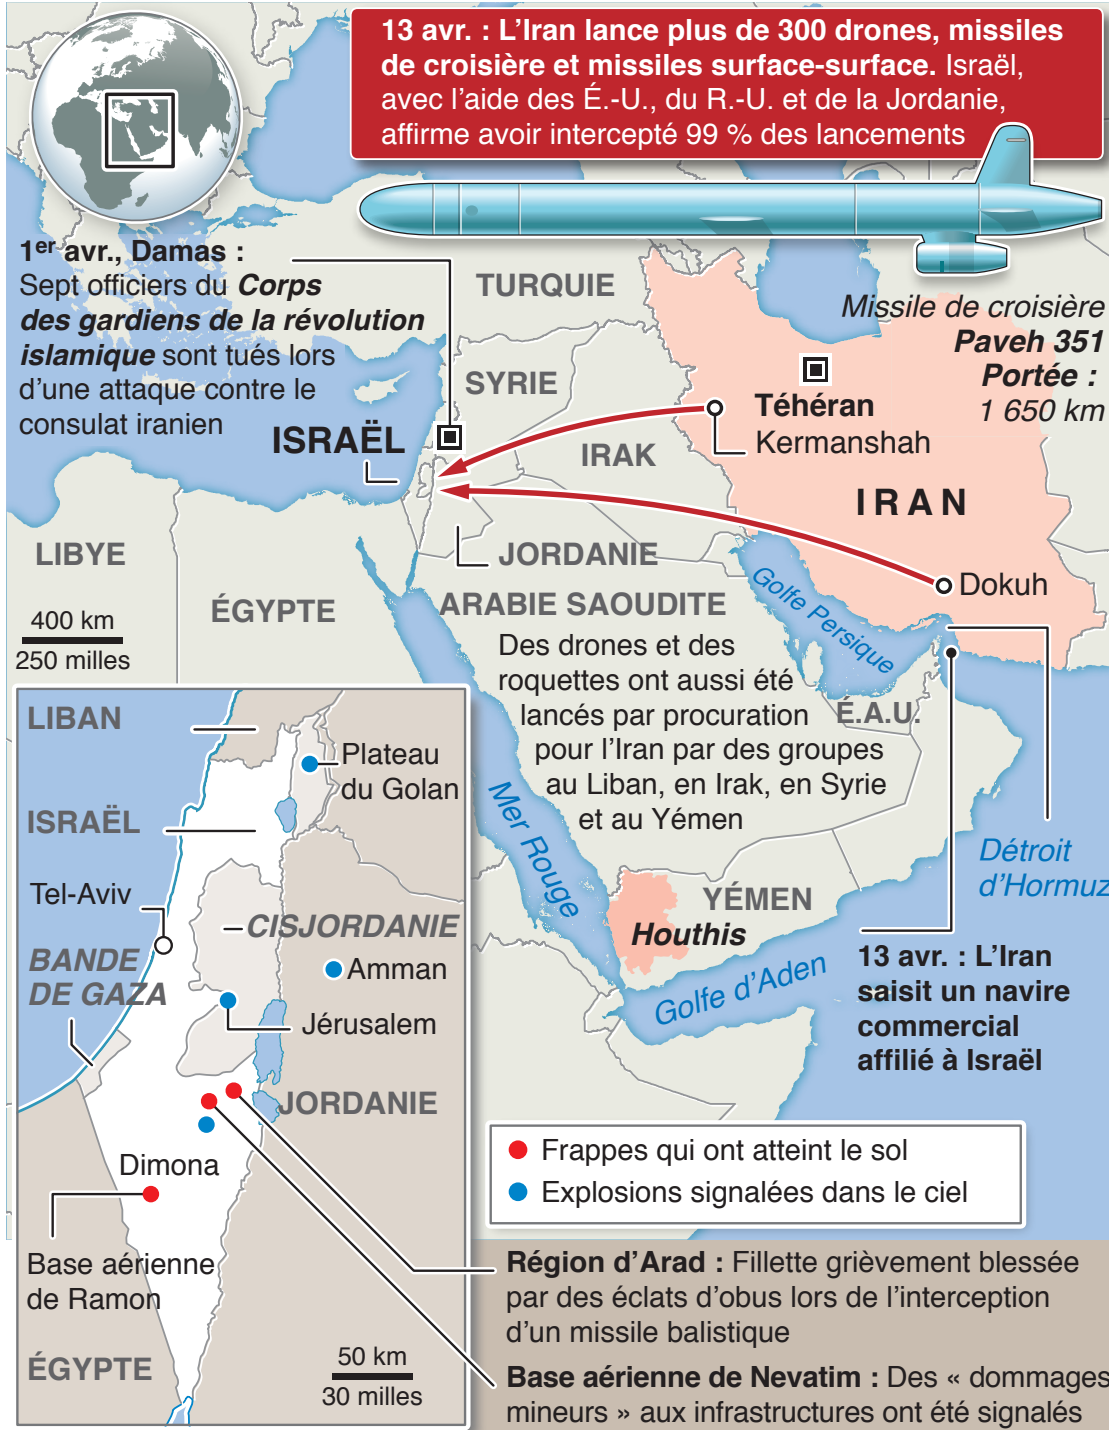 13 avr. : L’Iran lance plus de 300 drones, missiles
de croisière et missiles surface-surface. Israël,
avec l’aide des É.-U., du R.-U. et de la Jordanie,
affirme avoir intercepté 99 % des lancements
1er avr., Damas :
Sept officiers du Corps
des gardiens de la révolution
islamique sont tués lors
d’une attaque contre le
consulat iranien
TURQUIE
Missile de croisière
Paveh 351
Portée :
1 650 km
SYRIE
Téhéran
Kermanshah
ISRAËL
IRAK
IRAN
LIBYE
JORDANIE
Dokuh
Golfe Persique
ÉGYPTE
ARABIE SAOUDITE
400 km
250 milles
Des drones et des
roquettes ont aussi été
lancés par procuration
pour l’Iran par des groupes
au Liban, en Irak, en Syrie
et au Yémen
É.A.U.
Mer Rouge
Détroit
d’Hormuz
YÉMEN
Houthis
Golfe d’Aden
13 avr. : L’Iran
saisit un navire
commercial
affilié à Israël
LIBAN
Plateau
du Golan
ISRAËL
Tel-Aviv
CISJORDANIE
BANDE
DE GAZA
Amman
Jérusalem
JORDANIE
Dimona
Base aérienne
de Ramon
ÉGYPTE
50 km
30 milles
Frappes qui ont atteint le sol
Explosions signalées dans le ciel
Région d’Arad : Fillette grièvement blessée
par des éclats d’obus lors de l’interception
d’un missile balistique
Base aérienne de Nevatim : Des « dommages
mineurs » aux infrastructures ont été signalés